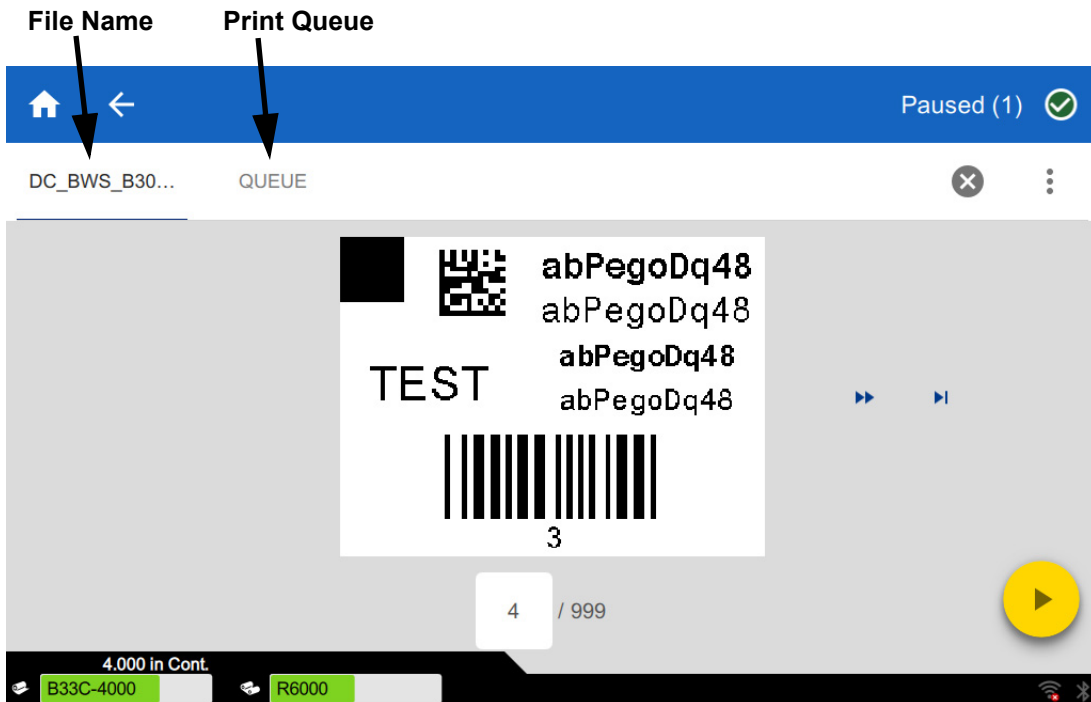 File Name Print Queue
Paused (1)
DC_BWS_B30... QUEUE
abPegoDq48
abPegoDq48
abPegoDq48
TEST
abPegoDq48
3
4 / 999
4.000 in Cont.
B33C-4000 R6000